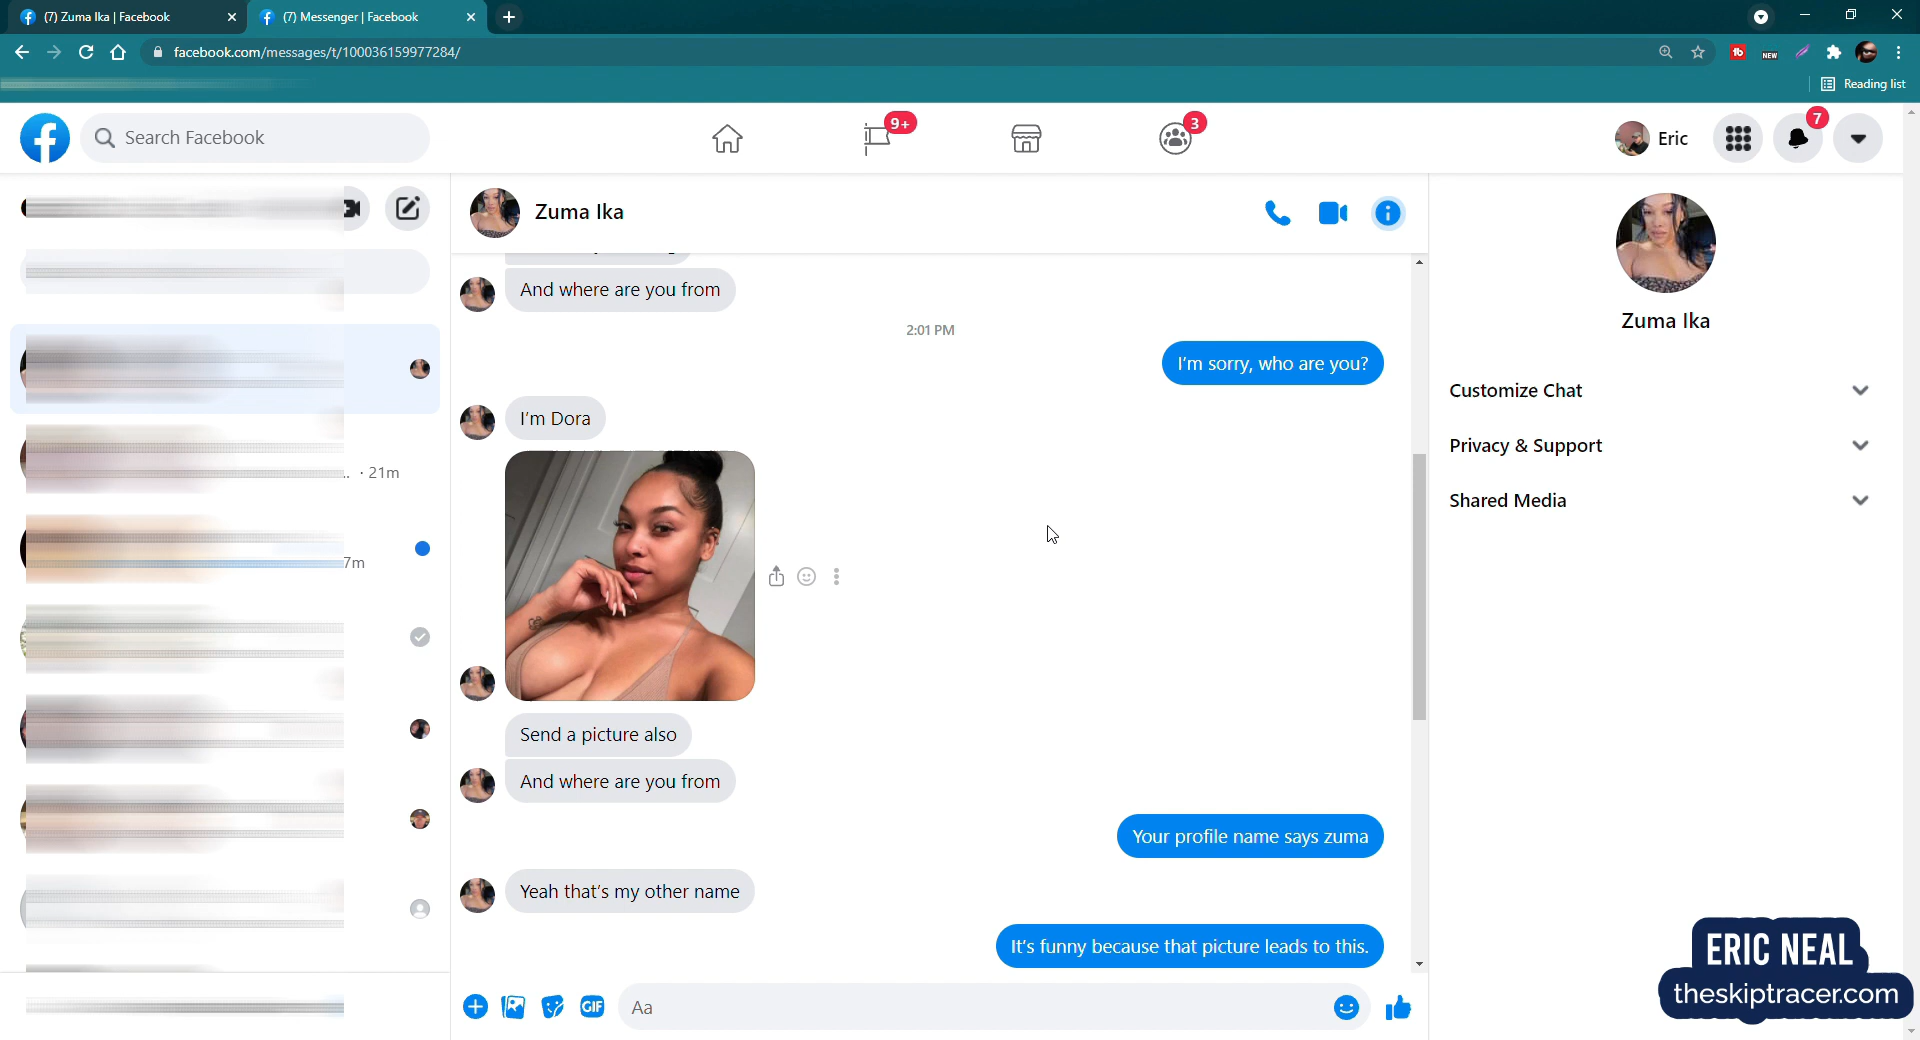 (7) Zuma Ika | Facebook
(7) Messenger | Facebook
facebook.com/messages/t/100036159977284/
NEW
Reading list
Search Facebook
9+
3
Eric
7
Zuma Ika
And where are you from
2:01 PM
I'm sorry, who are you?
I'm Dora
Send a picture also
And where are you from
Your profile name says zuma
Yeah that's my other name
It's funny because that picture leads to this.
GIF
Aa
· 21m
7m
Zuma Ika
Customize Chat
Privacy & Support
Shared Media
ERIC NEAL
theskiptracer.com